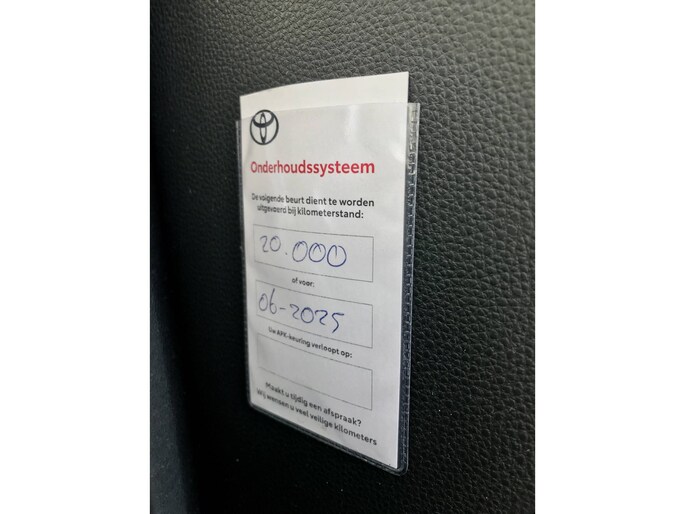 Onderhoudssysteem
De volgende beurt dient te worden
uitgevoerd bij kilometerstand:
20.000
of voor:
06-2025
Uw APK-keuring verloopt op:
Maakt u tijdig een afspraak?
Wij wensen u veel veilige kilometers